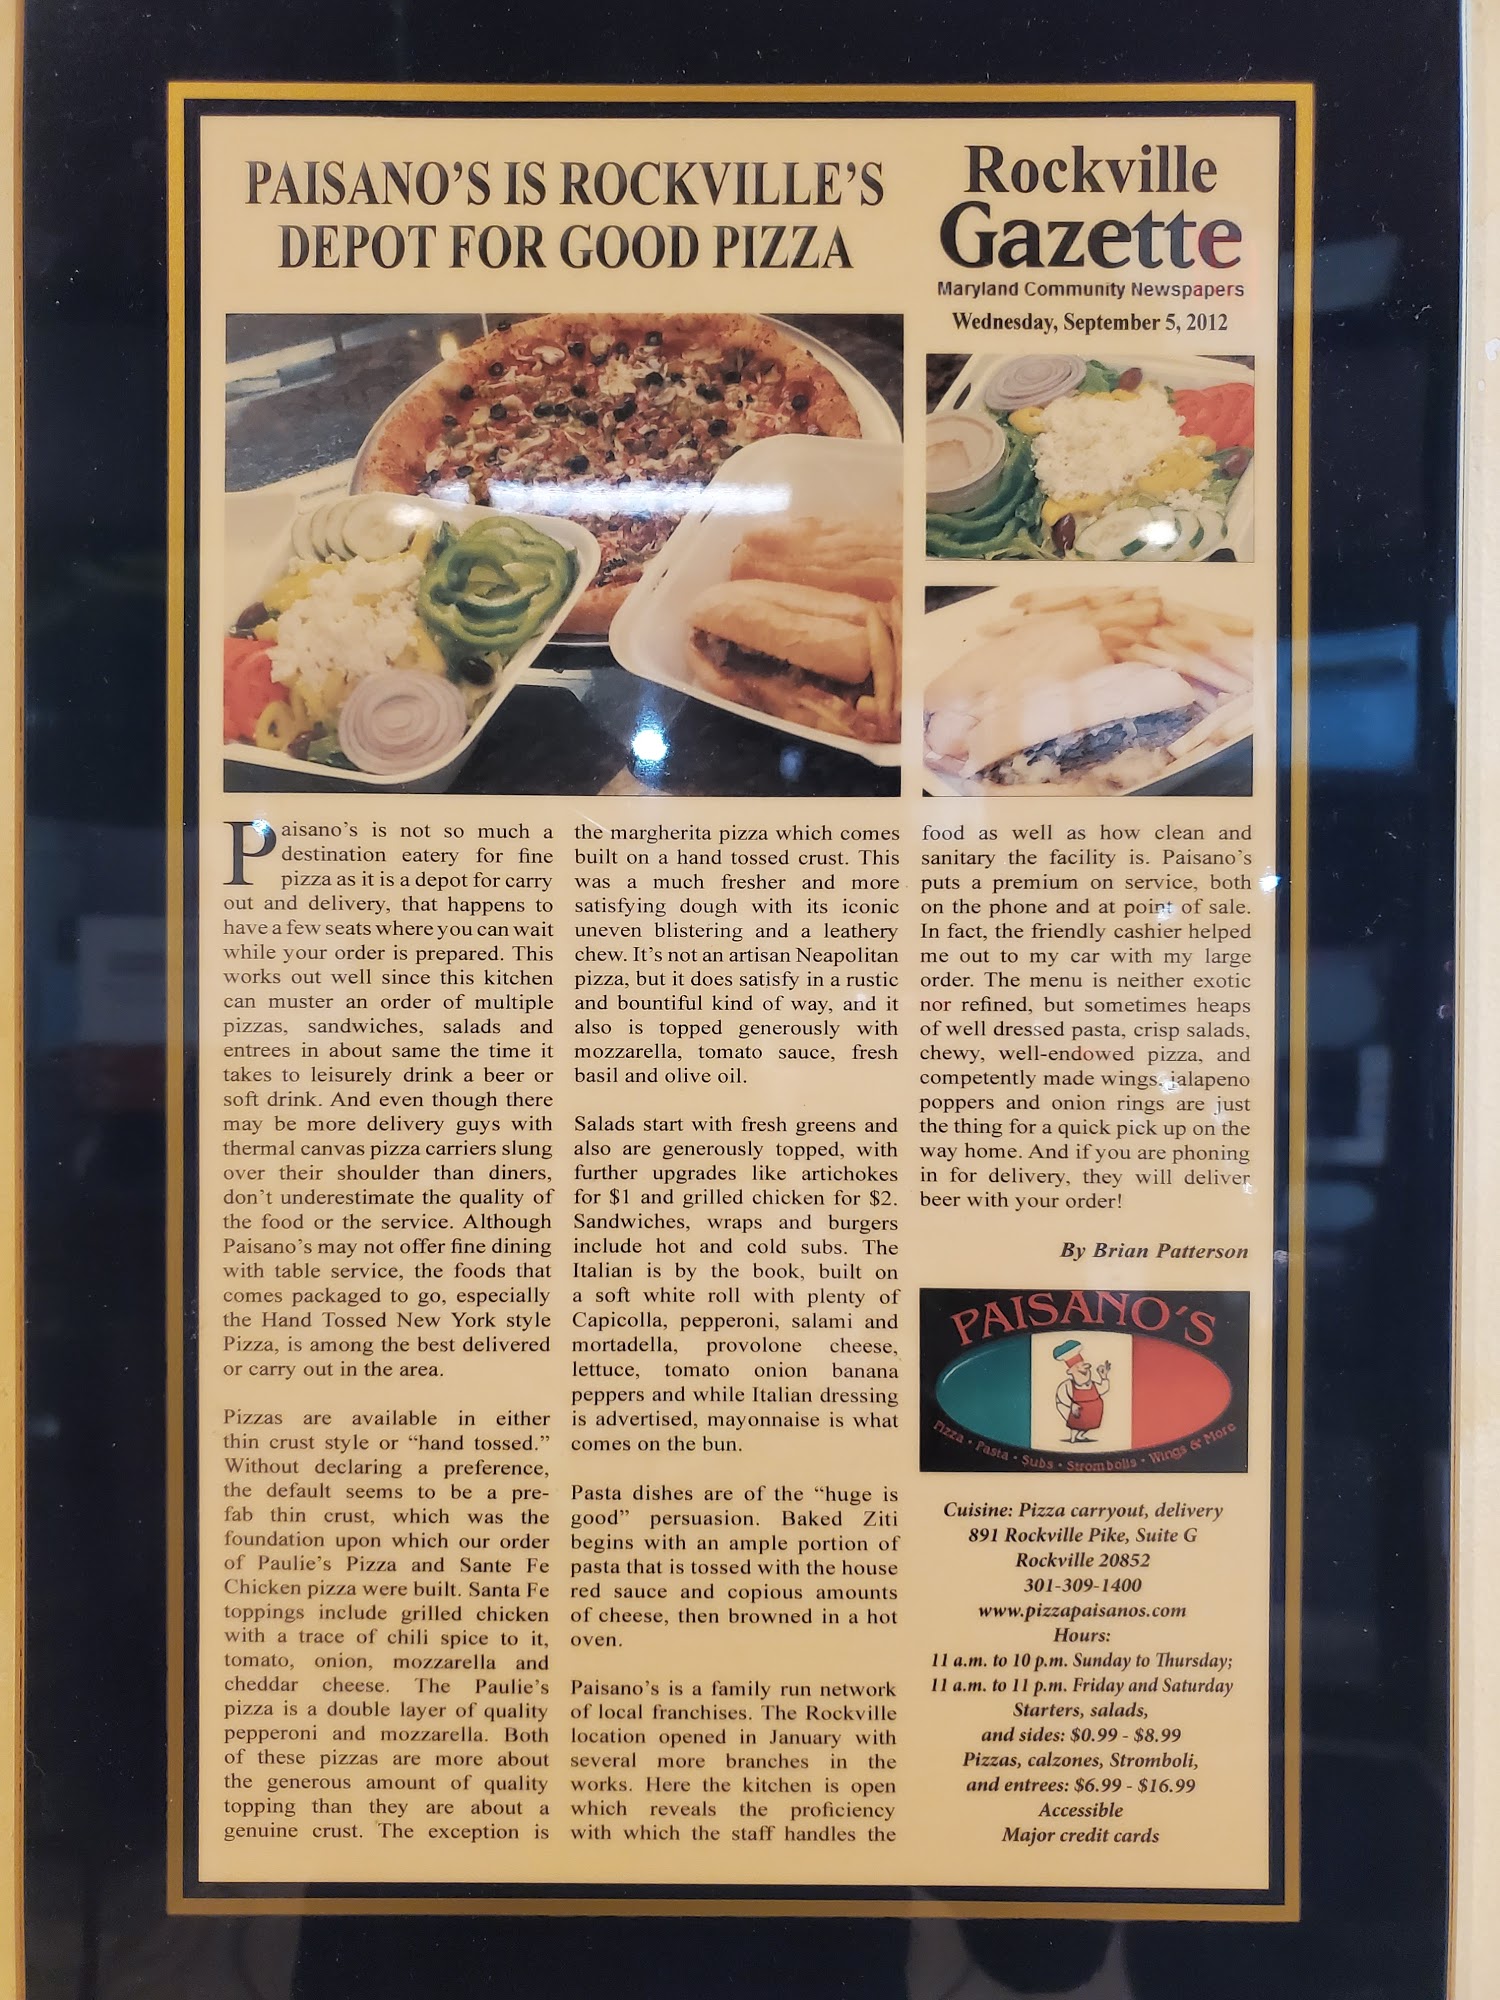 PAISANO'S IS ROCKVILLE'S
DEPOT FOR GOOD PIZZA
Rockville
Gazette
Maryland Community Newspapers
Wednesday, September 5, 2012
Paisano's is not so much a
destination eatery for fine
pizza as it is a depot for carry
out and delivery, that happens to
have a few seats where you can wait
while your order is prepared. This
works out well since this kitchen
can muster an order of multiple
pizzas, sandwiches, salads and
entrees in about same the time it
takes to leisurely drink a beer or
soft drink. And even though there
may be more delivery guys with
thermal canvas pizza carriers slung
over their shoulder than diners,
don't underestimate the quality of
the food or the service. Although
Paisano's may not offer fine dining
with table service, the foods that
comes packaged to go, especially
the Hand Tossed New York style
Pizza, is among the best delivered
or carry out in the area.
Pizzas are available in either
thin crust style or “hand tossed.”
Without declaring a preference,
the default seems to be a pre-
fab thin crust, which was the
foundation upon which our order
of Paulie's Pizza and Sante Fe
Chicken pizza were built. Santa Fe
toppings include grilled chicken
with a trace of chili spice to it,
tomato, onion, mozzarella and
cheddar cheese. The Paulie's
pizza is a double layer of quality
pepperoni and mozzarella. Both
of these pizzas are more about
the generous amount of quality
topping than they are about a
genuine crust. The exception is
the margherita pizza which comes
built on a hand tossed crust. This
was a much fresher and more
satisfying dough with its iconic
uneven blistering and a leathery
chew. It's not an artisan Neapolitan
pizza, but it does satisfy in a rustic
and bountiful kind of way, and it
also is topped generously with
mozzarella, tomato sauce, fresh
basil and olive oil.
Salads start with fresh greens and
also are generously topped, with
further upgrades like artichokes
for $1 and grilled chicken for $2.
Sandwiches, wraps and burgers
include hot and cold subs. The
Italian is by the book, built on
a soft white roll with plenty of
Capicolla, pepperoni, salami and
mortadella, provolone cheese,
lettuce, tomato onion banana
peppers and while Italian dressing
is advertised, mayonnaise is what
comes on the bun.
Pasta dishes are of the “huge is
good” persuasion. Baked Ziti
begins with an ample portion of
pasta that is tossed with the house
red sauce and copious amounts
of cheese, then browned in a hot
oven.
Paisano's is a family run network
of local franchises. The Rockville
location opened in January with
several more branches in the
works. Here the kitchen is open
which reveals the proficiency
with which the staff handles the
food as well as how clean and
sanitary the facility is. Paisano's
puts a premium on service, both
on the phone and at point of sale.
In fact, the friendly cashier helped
me out to my car with my large
order. The menu is neither exotic
nor refined, but sometimes heaps
of well dressed pasta, crisp salads,
chewy, well-endowed pizza, and
competently made wings, jalapeno
poppers and onion rings are just
the thing for a quick pick up on the
way home. And if you are phoning
in for delivery, they will deliver
beer with your order!
By Brian Patterson
PAISANO'S
Pizza • Pasta • Subs • Strombolis • Wings & More
Cuisine: Pizza carryout, delivery
891 Rockville Pike, Suite G
Rockville 20852
301-309-1400
www.pizzapaisanos.com
Hours:
11 a.m. to 10 p.m. Sunday to Thursday;
11 a.m. to 11 p.m. Friday and Saturday
Starters, salads,
and sides: $0.99 - $8.99
Pizzas, calzones, Stromboli,
and entrees: $6.99 - $16.99
Accessible
Major credit cards